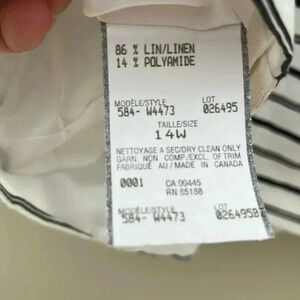 86 % LIN/LINEN
14 % POLYAMIDE
MODÈLE/STYLE LOT
584- W4473 026495
TAILLE/SIZE
14W
NETTOYAGE A SEC/DRY CLEAN ONLY
GARN. NON COMP./EXCL. OF TRIM
FABRIQUÉ AU/MADE IN CANADA
0001 CA 00445
RN 85188
MODÈLE/STYLE LOT
584- W4473 026495